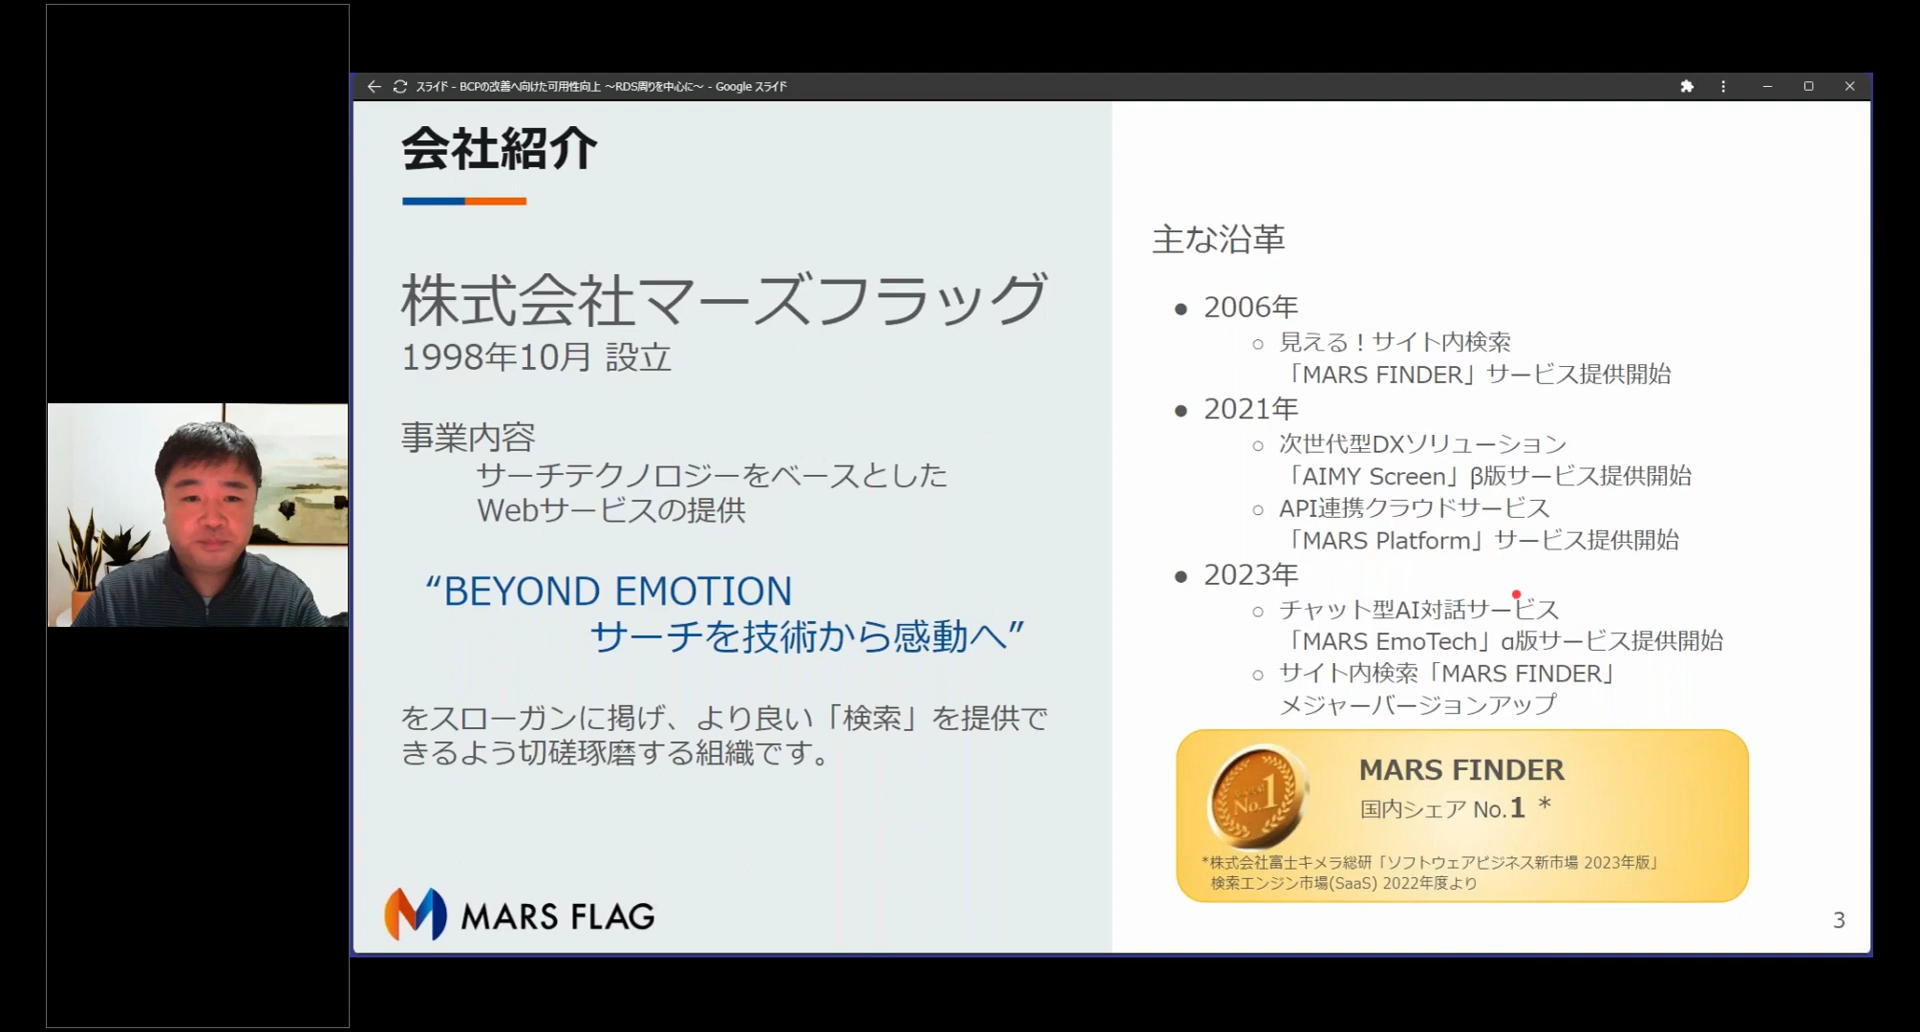 スライド - BCPの改善へ向けた可用性向上 ～RDS周りを中心に～ - Google スライド
会社紹介
株式会社マーズフラッグ
1998年10月 設立
事業内容
サーチテクノロジーをベースとした
Webサービスの提供
“BEYOND EMOTION
サーチを技術から感動へ”
をスローガンに掲げ、より良い「検索」を提供で
きるよう切磋琢磨する組織です。
MARS FLAG
主な沿革
● 2006年
○ 見える！サイト内検索
「MARS FINDER」サービス提供開始
● 2021年
○ 次世代型DXソリューション
「AIMY Screen」β版サービス提供開始
○ API連携クラウドサービス
「MARS Platform」サービス提供開始
● 2023年
○ チャット型AI対話サービス
「MARS EmoTech」α版サービス提供開始
○ サイト内検索「MARS FINDER」
メジャーバージョンアップ
No.1
MARS FINDER
国内シェア No.1 *
*株式会社富士キメラ総研「ソフトウェアビジネス新市場 2023年版」
検索エンジン市場(SaaS) 2022年度より
3